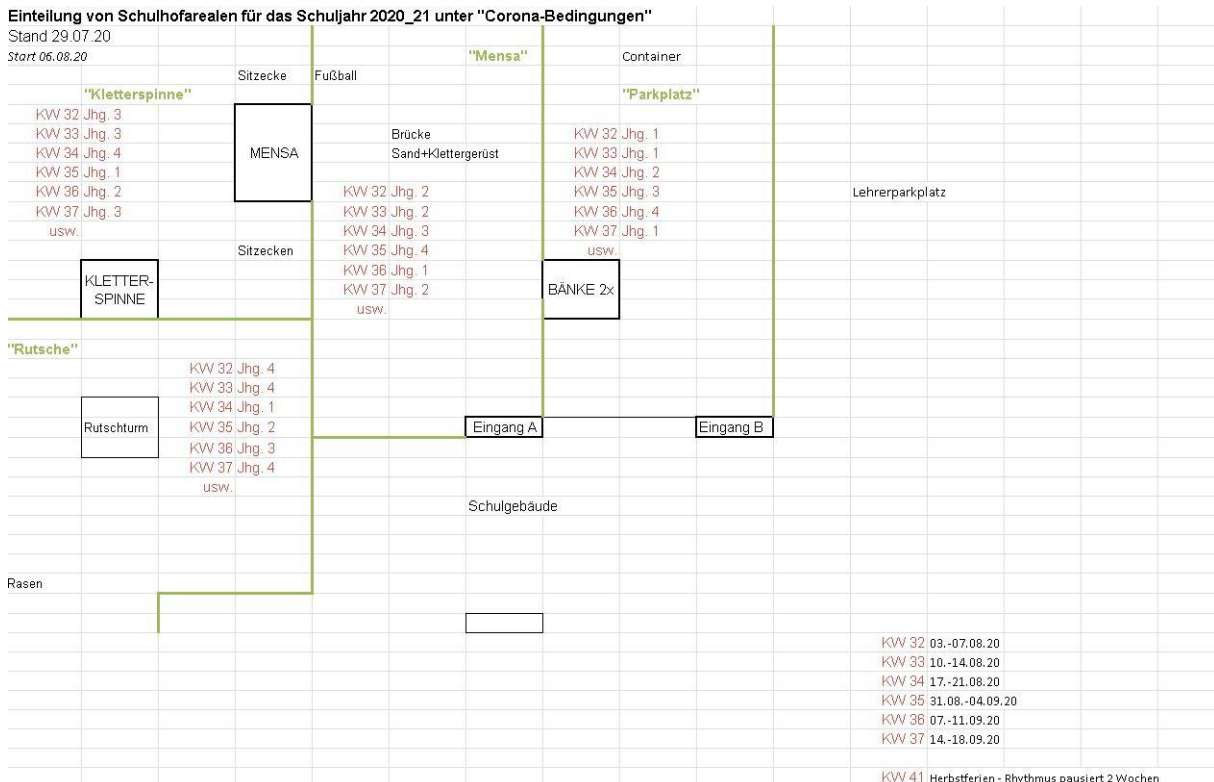 Einteilung von Schulhofarealen für das Schuljahr 2020_21 unter "Corona-Bedingungen"
Stand 29.07.20
Start 06.08.20
"Mensa"
Container
Sitzecke
Fußball
"Kletterspinne"
"Parkplatz"
KW 32 Jhg. 3
KW 33 Jhg. 3
KW 34 Jhg. 4
KW 35 Jhg. 1
KW 36 Jhg. 2
KW 37 Jhg. 3
usw.
MENSA
Brücke
Sand+Klettergerüst
KW 32 Jhg. 2
KW 33 Jhg. 2
KW 34 Jhg. 3
KW 35 Jhg. 4
KW 36 Jhg. 1
KW 37 Jhg. 2
usw.
KW 32 Jhg. 1
KW 33 Jhg. 1
KW 34 Jhg. 2
KW 35 Jhg. 3
KW 36 Jhg. 4
KW 37 Jhg. 1
usw.
Lehrerparkplatz
Sitzecken
KLETTER-
SPINNE
BÄNKE 2x
"Rutsche"
KW 32 Jhg. 4
KW 33 Jhg. 4
KW 34 Jhg. 1
KW 35 Jhg. 2
KW 36 Jhg. 3
KW 37 Jhg. 4
usw.
Rutschturm
Eingang A
Eingang B
Schulgebäude
Rasen
KW 32 03.-07.08.20
KW 33 10.-14.08.20
KW 34 17.-21.08.20
KW 35 31.08.-04.09.20
KW 36 07.-11.09.20
KW 37 14.-18.09.20
KW 41 Herbstferien - Rhythmus pausiert 2 Wochen